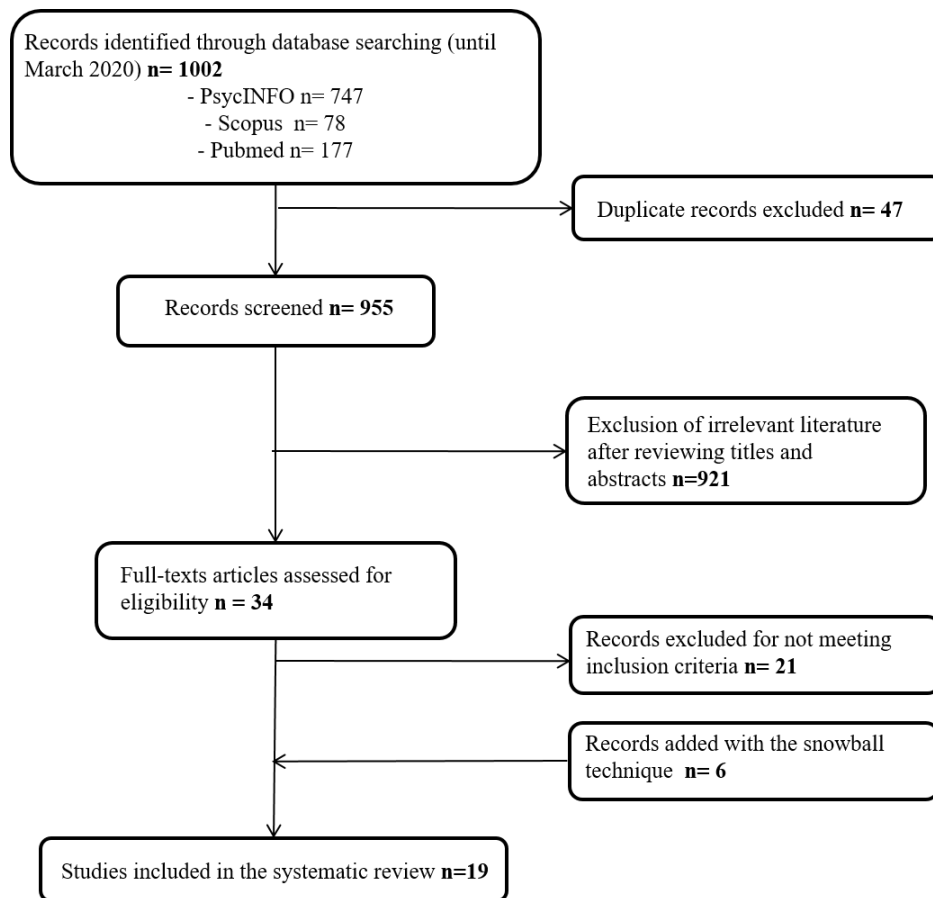 Records identified through database searching (until
March 2020) n= 1002
- PsycINFO n= 747
- Scopus n= 78
- Pubmed n= 177
Duplicate records excluded n= 47
Records screened n= 955
Exclusion of irrelevant literature
after reviewing titles and
abstracts n=921
Full-texts articles assessed for
eligibility n = 34
Records excluded for not meeting
inclusion criteria n= 21
Records added with the snowball
technique n= 6
Studies included in the systematic review n=19